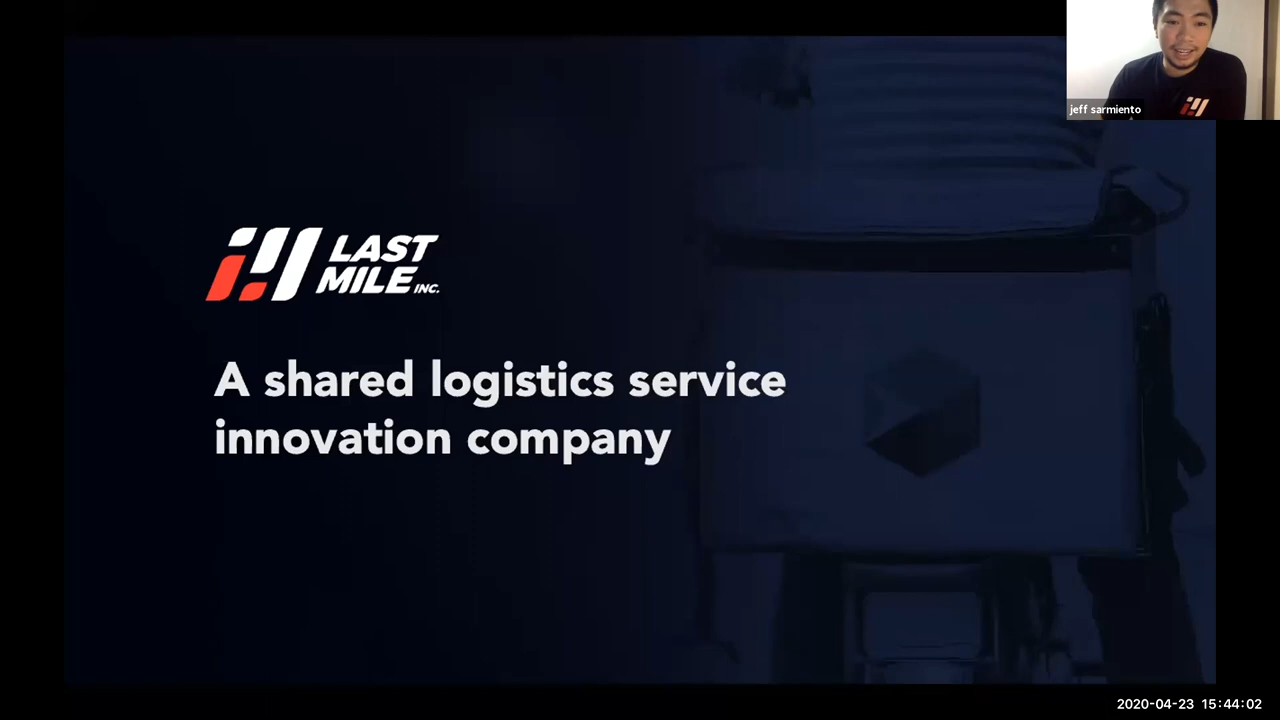 jeff sarmiento
LAST
MILE INC.
A shared logistics service
innovation company
2020-04-23 15:44:02